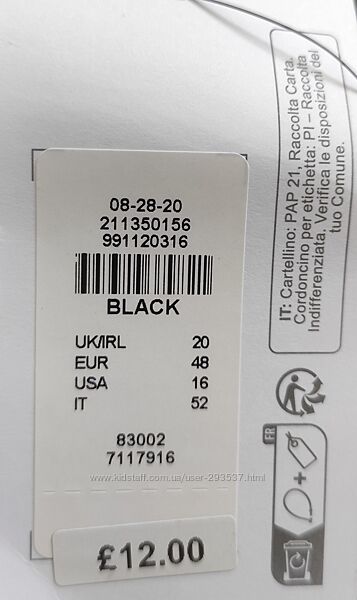 08-28-20
211350156
991120316
BLACK
UK/IRL 20
EUR 48
USA 16
IT 52
83002
7117916
£12.00
IT: Cartellino: PAP 21, Raccolta Carta.
Cordoncino per etichetta: PI – Raccolta
Indifferenziata. Verifica le disposizioni del
tuo Comune.
FR
www.kidstaff.com.ua/user-293537.html